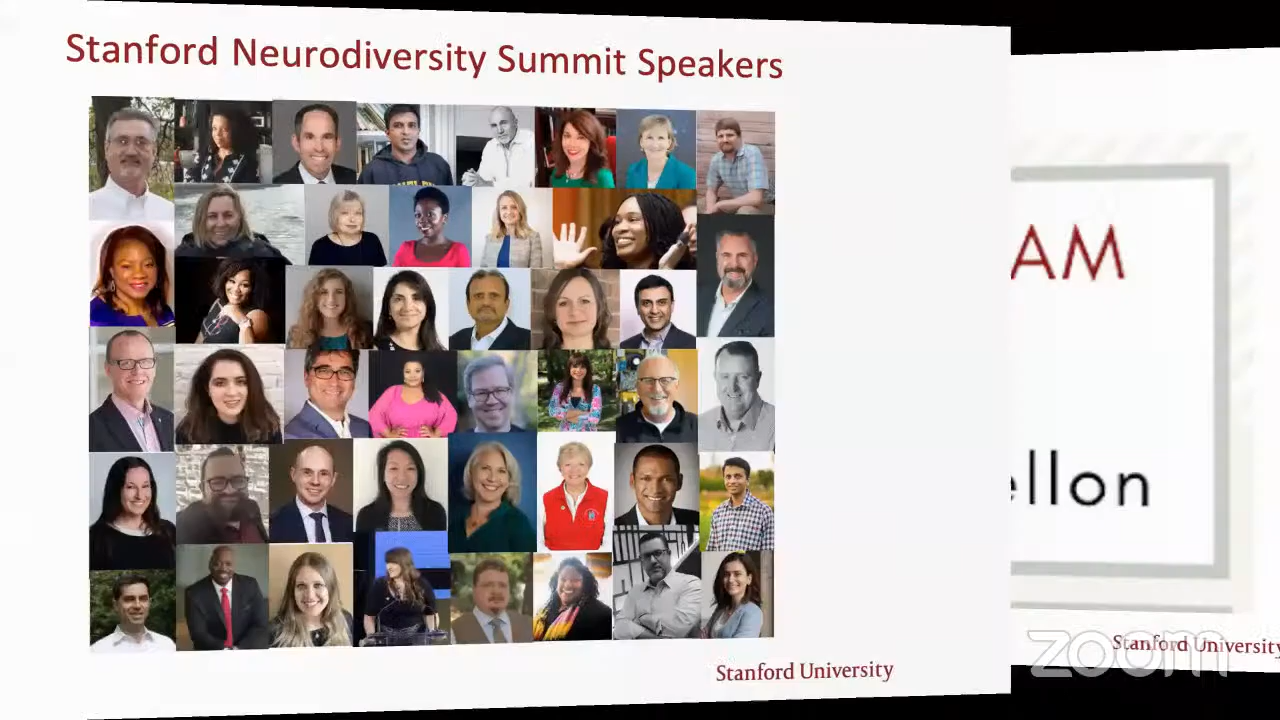 Stanford Neurodiversity Summit Speakers
AM
ellon
Stanford University
Stanford University
zoom